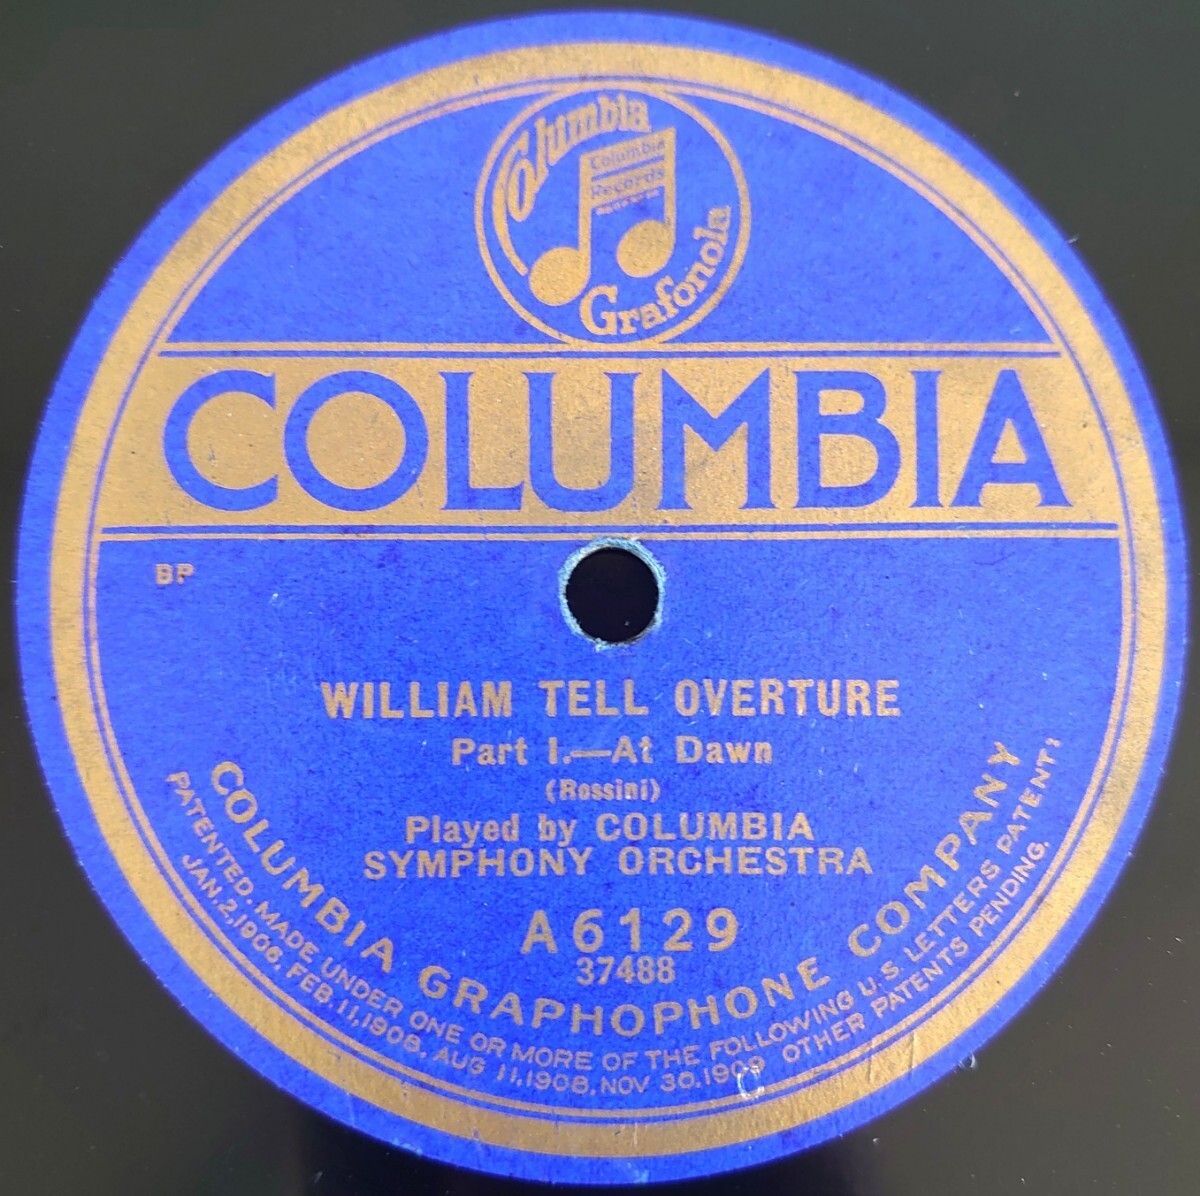 Columbia
Columbia
Records
Grafonola
COLUMBIA
BP
WILLIAM TELL OVERTURE
Part I.—At Dawn
(Rossini)
Played by COLUMBIA
SYMPHONY ORCHESTRA
A6129
37488
COLUMBIA GRAPHOPHONE COMPANY
PATENTED. MADE UNDER ONE OR MORE OF THE FOLLOWING U.S. LETTERS PATENT:
JAN.2,1906, FEB.11,1908, AUG 11,1908, NOV 30,1909 OTHER PATENTS PENDING.